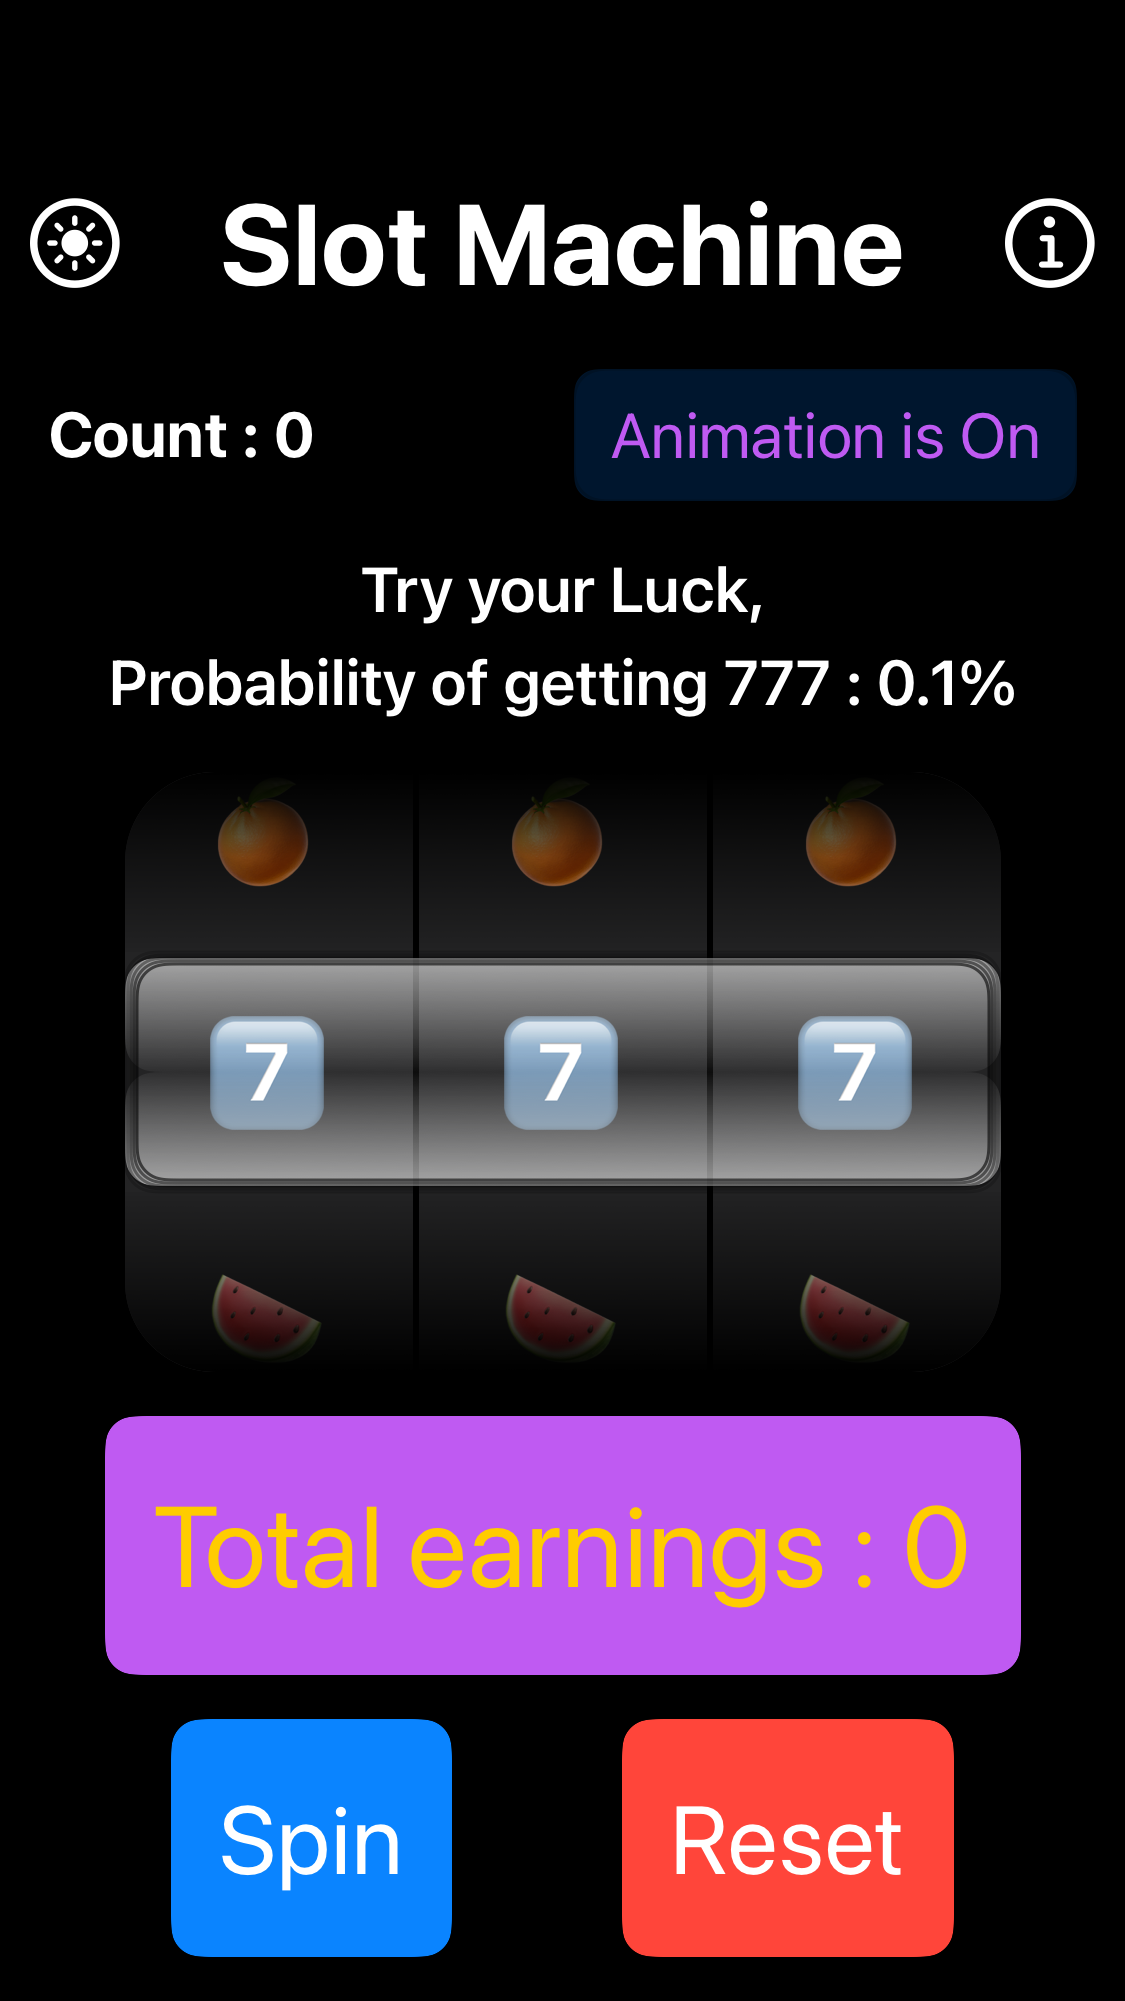 Slot Machine
Count : 0
Animation is On
Try your Luck,
Probability of getting 777 : 0.1%
7 7 7
Total earnings : 0
Spin
Reset